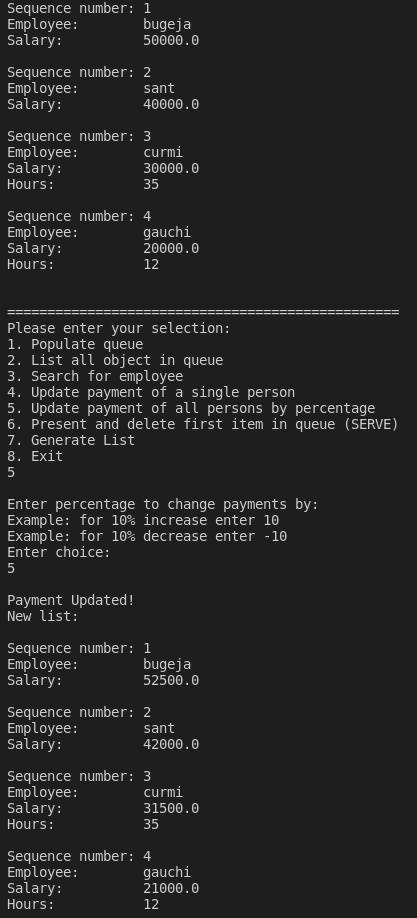 Sequence number: 1
Employee:        bugeja
Salary:          50000.0

Sequence number: 2
Employee:        sant
Salary:          40000.0

Sequence number: 3
Employee:        curmi
Salary:          30000.0
Hours:           35

Sequence number: 4
Employee:        gauchi
Salary:          20000.0
Hours:           12


=================================================
Please enter your selection:
1. Populate queue
2. List all object in queue
3. Search for employee
4. Update payment of a single person
5. Update payment of all persons by percentage
6. Present and delete first item in queue (SERVE)
7. Generate List
8. Exit
5

Enter percentage to change payments by:
Example: for 10% increase enter 10
Example: for 10% decrease enter -10
Enter choice:
5

Payment Updated!
New list:

Sequence number: 1
Employee:        bugeja
Salary:          52500.0

Sequence number: 2
Employee:        sant
Salary:          42000.0

Sequence number: 3
Employee:        curmi
Salary:          31500.0
Hours:           35

Sequence number: 4
Employee:        gauchi
Salary:          21000.0
Hours:           12